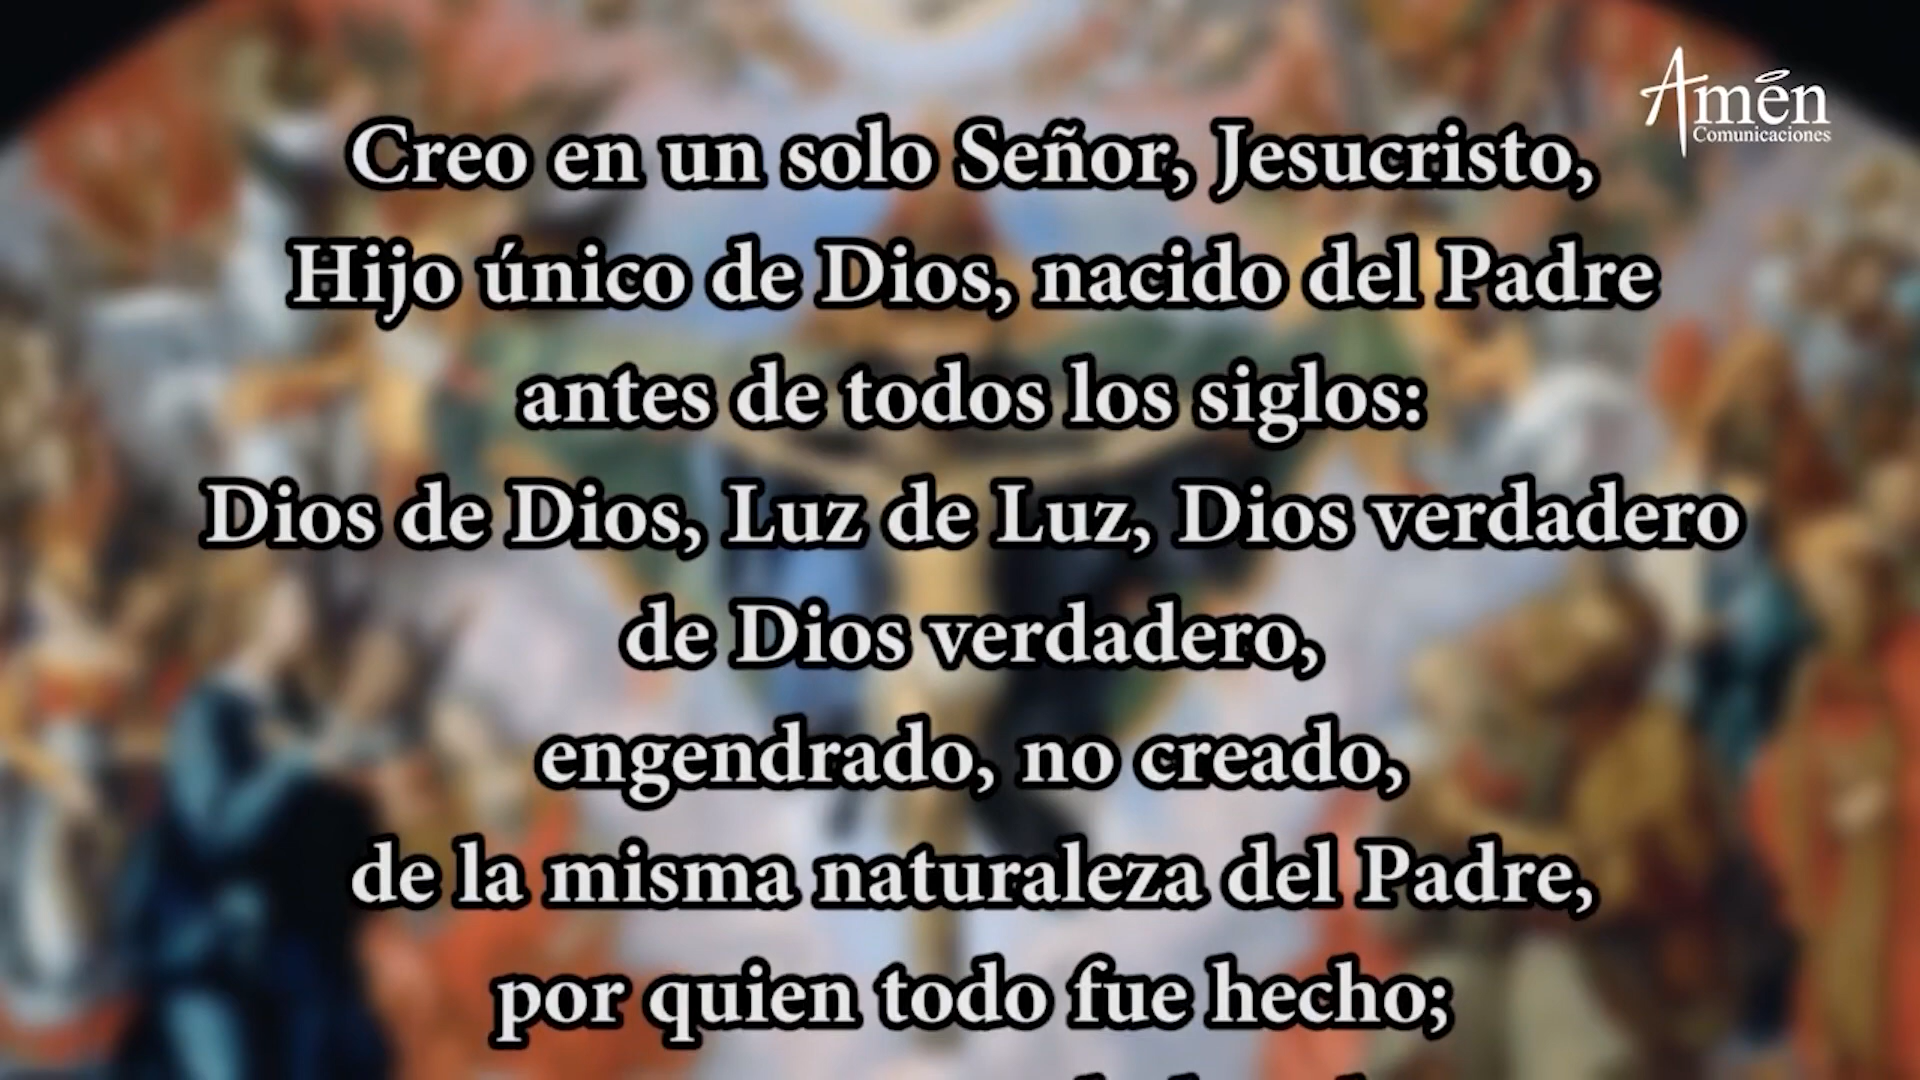 Amén
Comunicaciones
Creo en un solo Señor, Jesucristo,
Hijo único de Dios, nacido del Padre
antes de todos los siglos:
Dios de Dios, Luz de Luz, Dios verdadero
de Dios verdadero,
engendrado, no creado,
de la misma naturaleza del Padre,
por quien todo fue hecho;